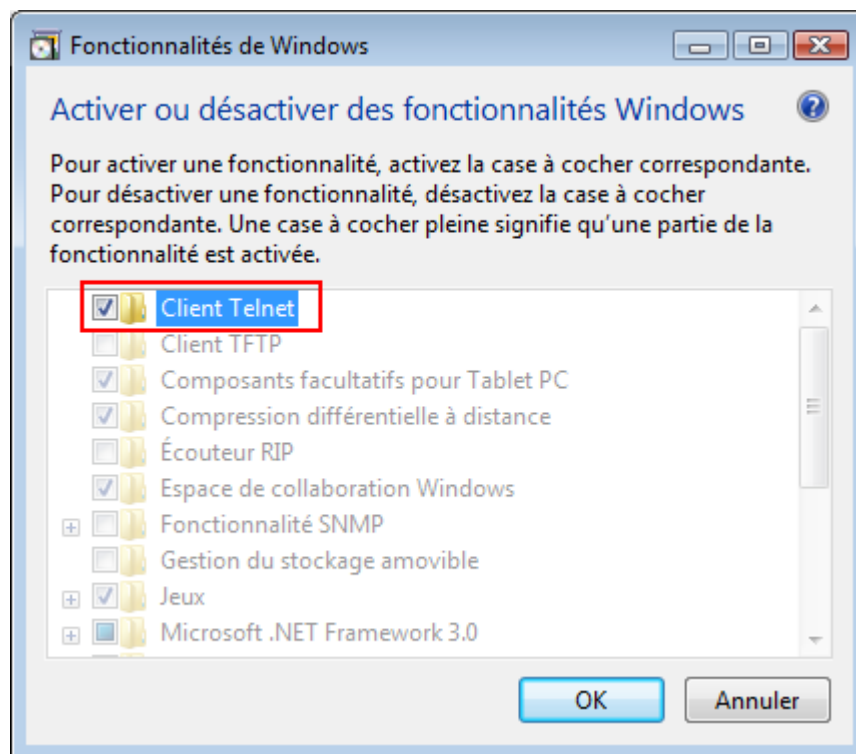 Fonctionnalités de Windows
Activer ou désactiver des fonctionnalités Windows
Pour activer une fonctionnalité, activez la case à cocher correspondante.
Pour désactiver une fonctionnalité, désactivez la case à cocher
correspondante. Une case à cocher pleine signifie qu'une partie de la
fonctionnalité est activée.
Client Telnet
Client TFTP
Composants facultatifs pour Tablet PC
Compression différentielle à distance
Écouteur RIP
Espace de collaboration Windows
Fonctionnalité SNMP
Gestion du stockage amovible
Jeux
Microsoft .NET Framework 3.0
OK
Annuler